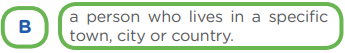 B
a person who lives in a specific
town, city or country.